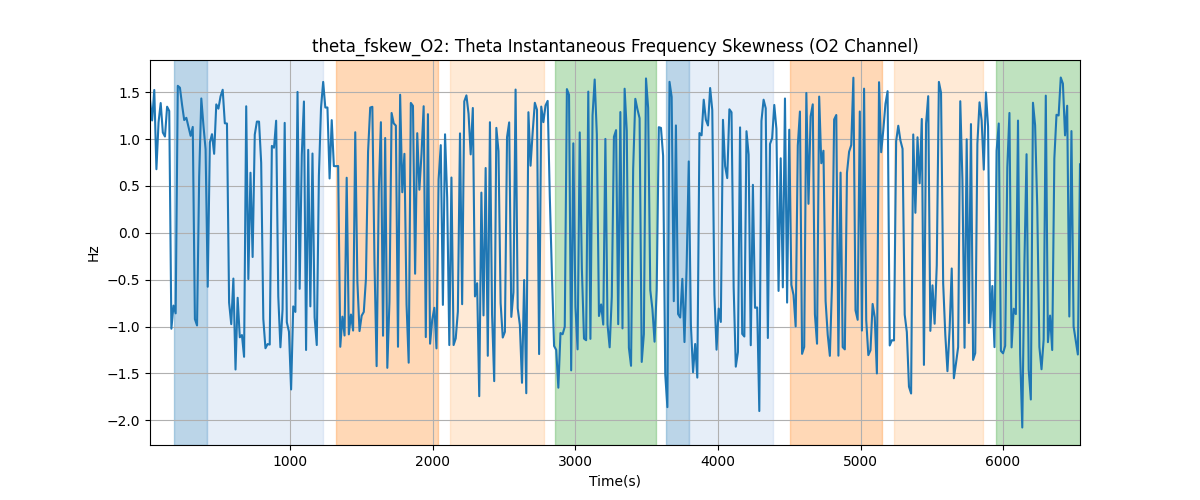 theta_fskew_O2: Theta Instantaneous Frequency Skewness (O2 Channel)
Hz
1.5
1.0
0.5
0.0
−0.5
−1.0
−1.5
−2.0
1000 2000 3000 4000 5000 6000
Time(s)